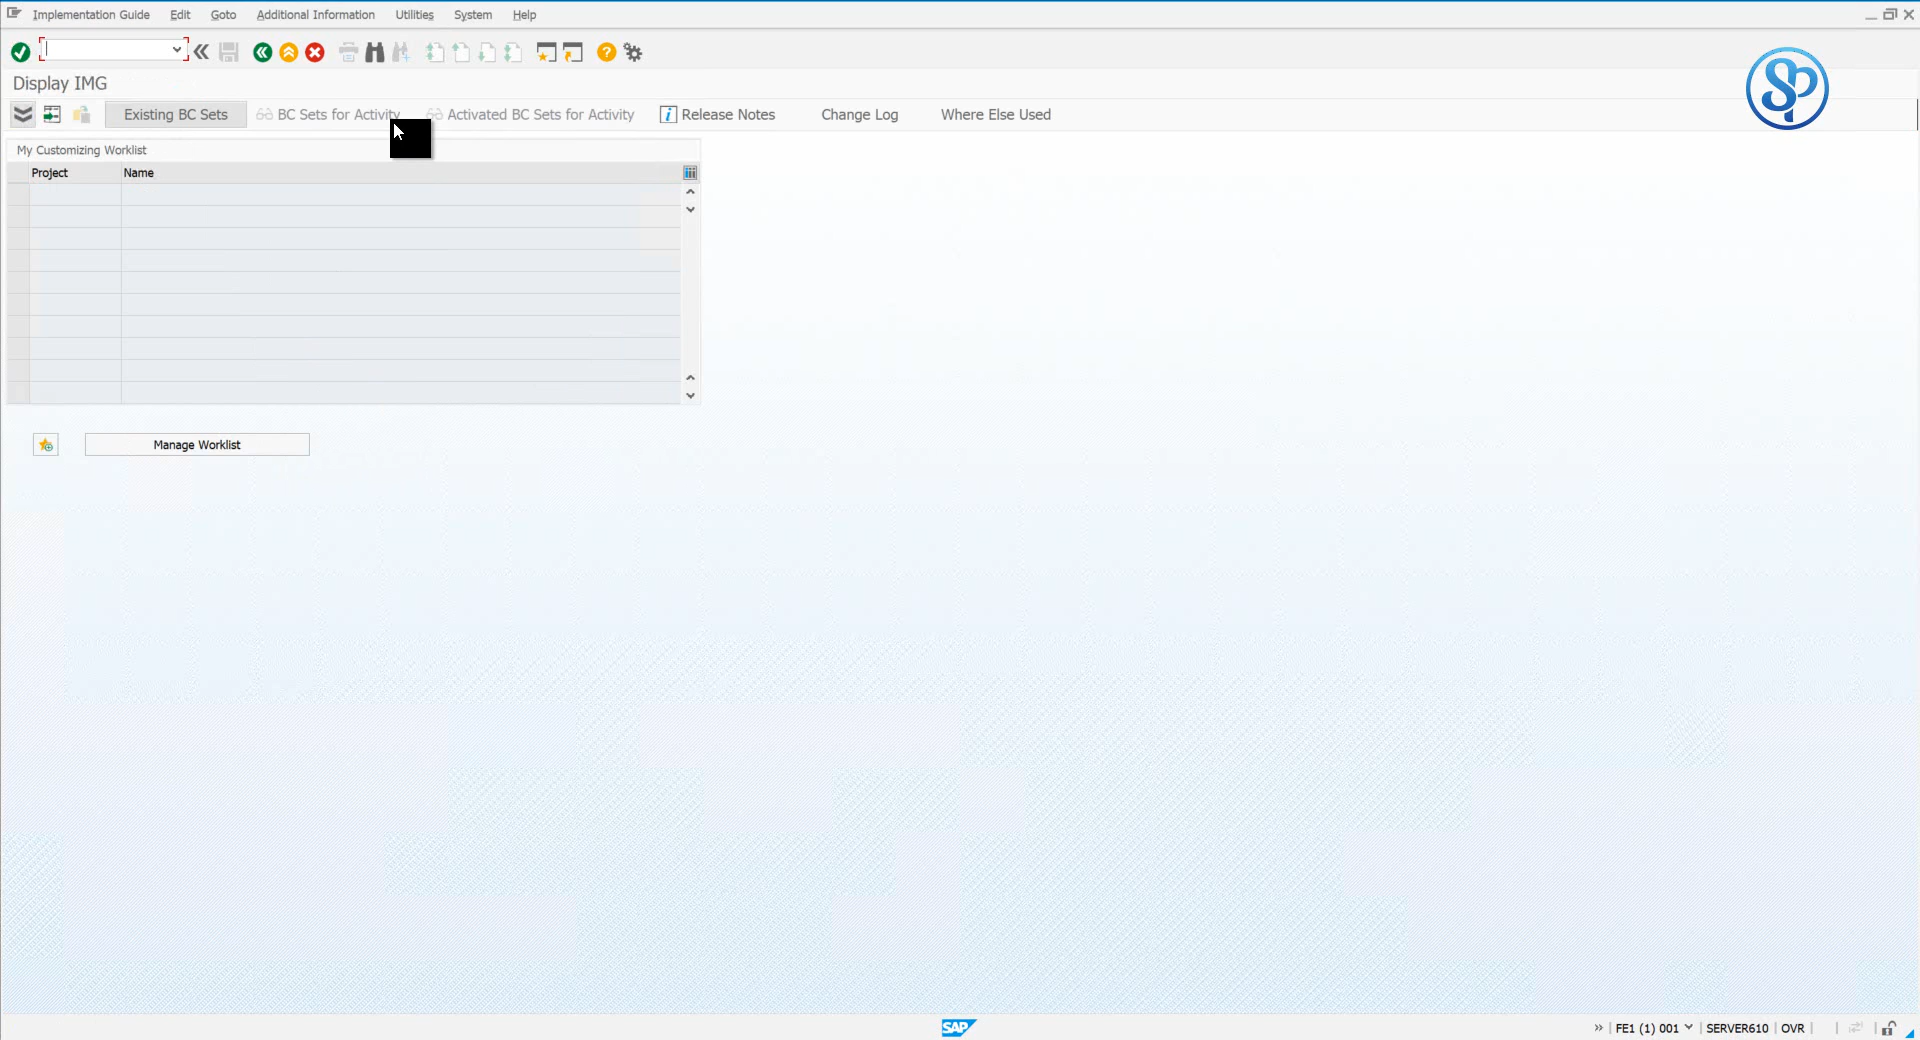 Implementation Guide Edit Goto Additional Information Utilities System Help
Display IMG
Existing BC Sets BC Sets for Activity Activated BC Sets for Activity Release Notes Change Log Where Else Used
My Customizing Worklist
Project Name
Manage Worklist
SAP
FE1 (1) 001 SERVER610 OVR
SP